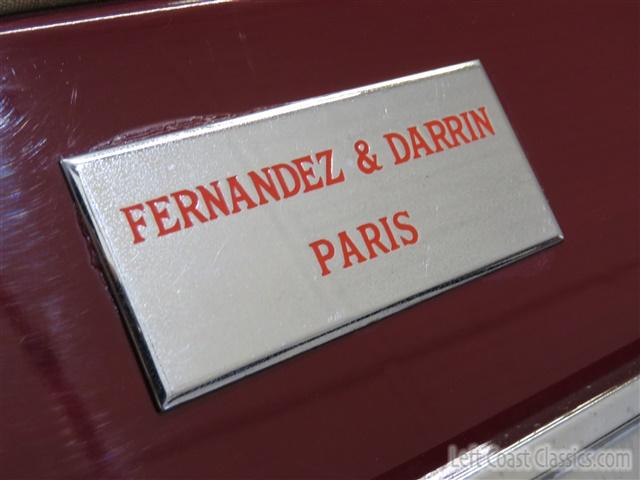 FERNANDEZ & DARRIN
PARIS
Left Coast Classics.com